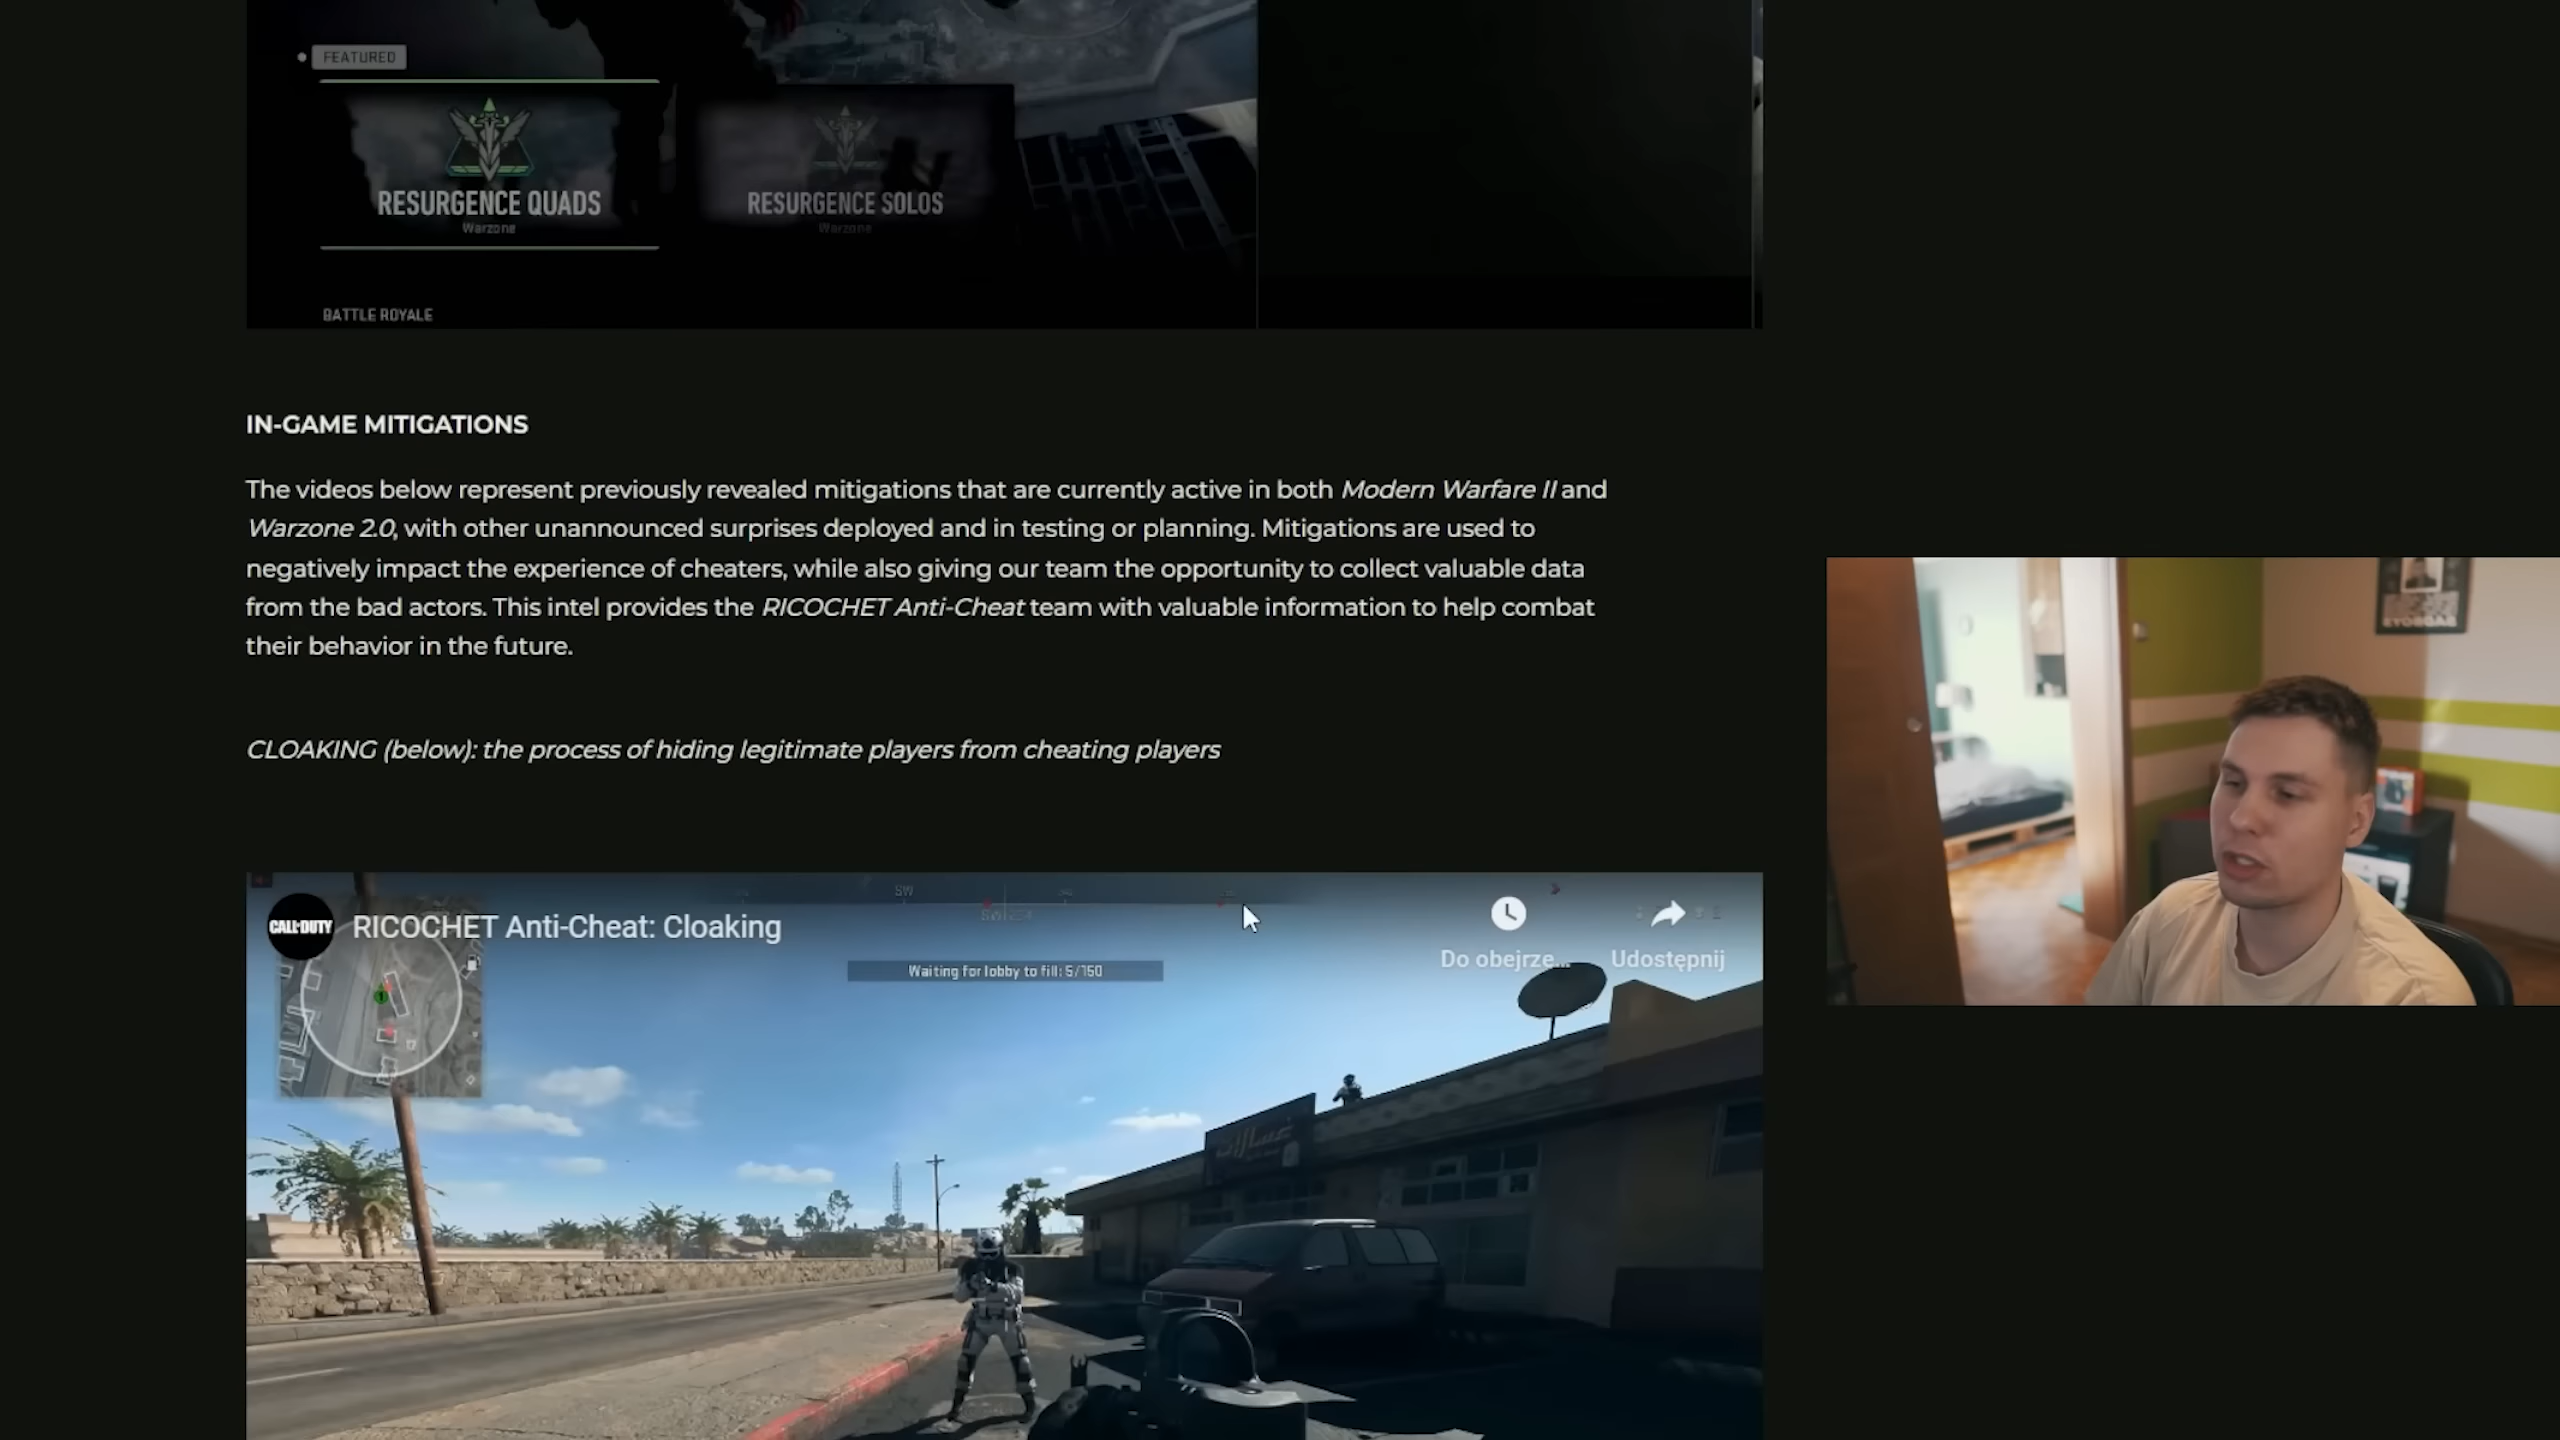 FEATURED
RESURGENCE QUADS
Warzone
RESURGENCE SOLOS
Warzone
BATTLE ROYALE
IN-GAME MITIGATIONS
The videos below represent previously revealed mitigations that are currently active in both Modern Warfare II and
Warzone 2.0, with other unannounced surprises deployed and in testing or planning. Mitigations are used to
negatively impact the experience of cheaters, while also giving our team the opportunity to collect valuable data
from the bad actors. This intel provides the RICOCHET Anti-Cheat team with valuable information to help combat
their behavior in the future.
CLOAKING (below): the process of hiding legitimate players from cheating players
SW
CALL·DUTY
RICOCHET Anti-Cheat: Cloaking
Do obejrze...
Udostępnij
Waiting for lobby to fill: 5/150
1